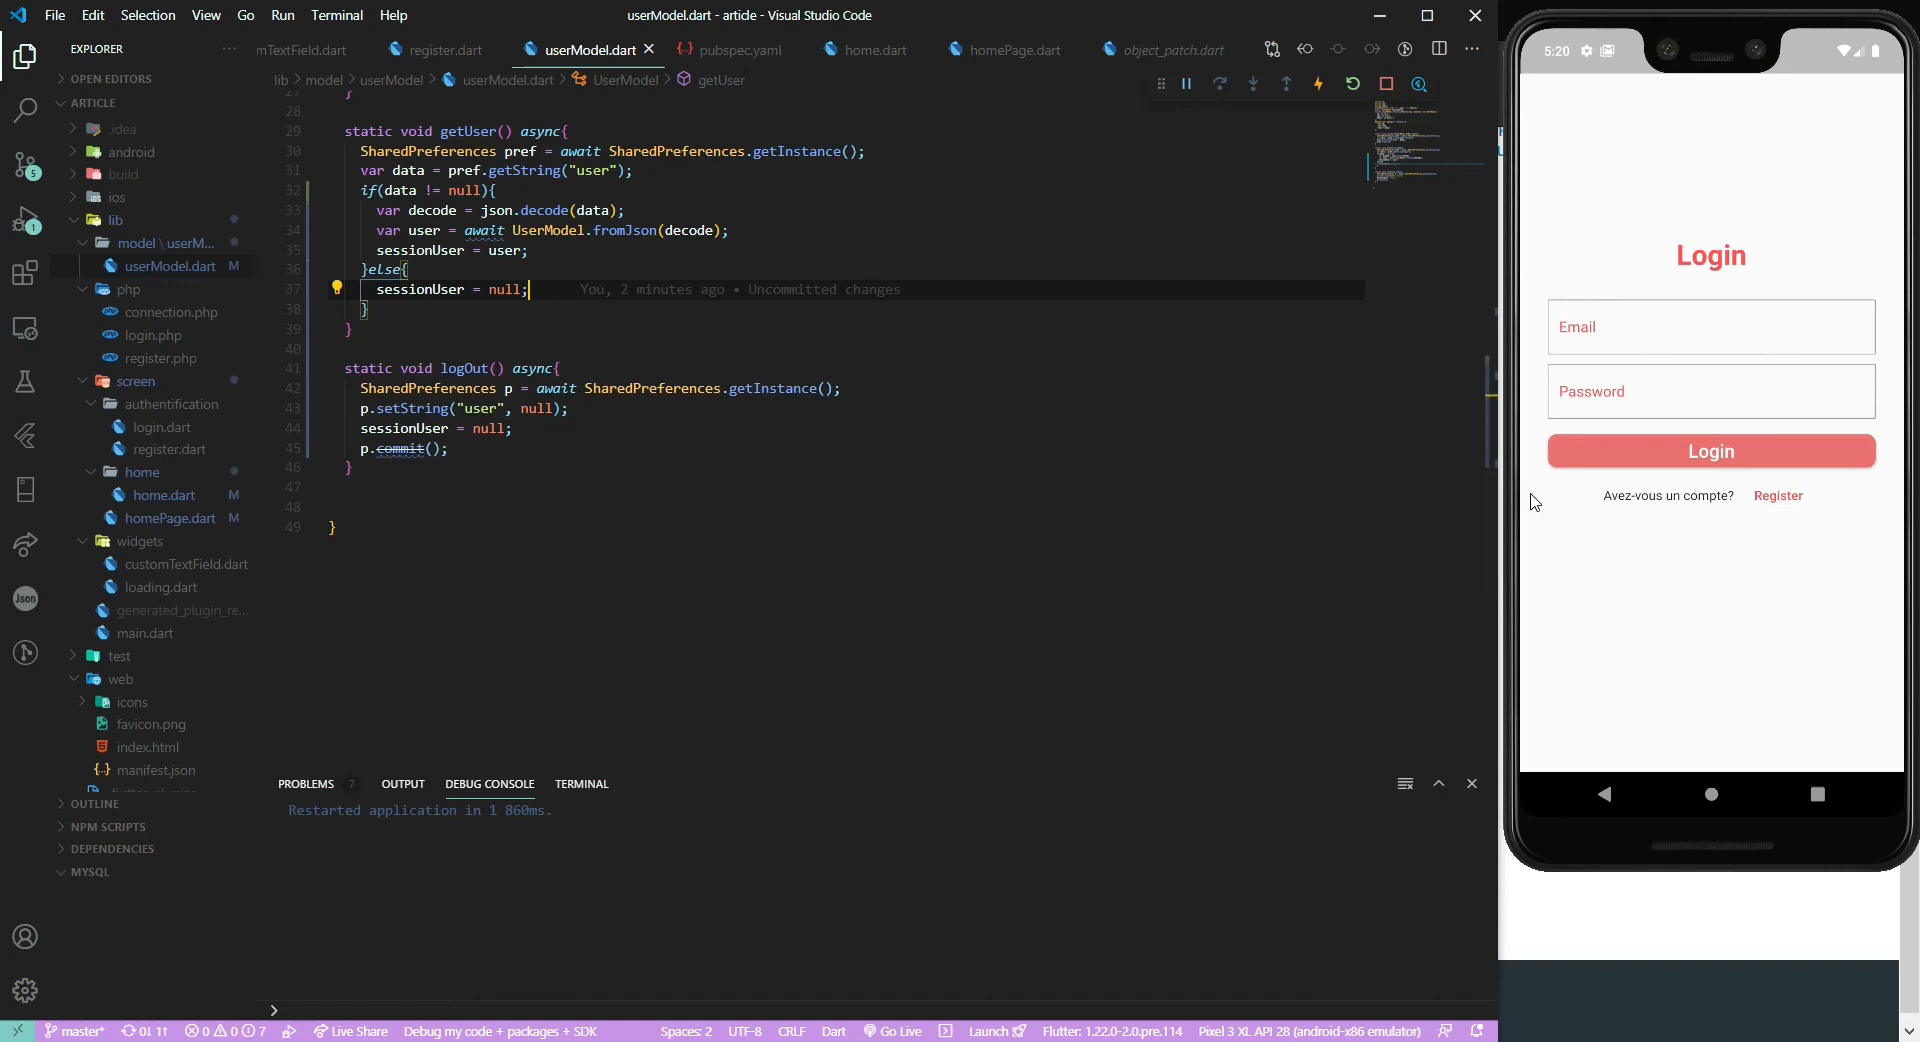 File Edit Selection View Go Run Terminal Help
userModel.dart - article - Visual Studio Code
EXPLORER
mTextField.dart register.dart userModel.dart pubspec.yaml home.dart homePage.dart object_patch.dart
lib > model > userModel > userModel.dart > UserModel > getUser
OPEN EDITORS
ARTICLE
.idea
android
build
ios
lib
model \ userM...
userModel.dart M
php
connection.php
login.php
register.php
screen
authentification
login.dart
register.dart
home
home.dart M
homePage.dart M
widgets
customTextField.dart
loading.dart
generated_plugin_re...
main.dart
test
web
icons
favicon.png
index.html
manifest.json
OUTLINE
NPM SCRIPTS
DEPENDENCIES
MYSQL
5
1
Json
27 }
28
29 static void getUser() async{
30 SharedPreferences pref = await SharedPreferences.getInstance();
31 var data = pref.getString("user");
32 if(data != null){
33 var decode = json.decode(data);
34 var user = await UserModel.fromJson(decode);
35 sessionUser = user;
36 }else{
37 sessionUser = null; You, 2 minutes ago • Uncommitted changes
38 }
39 }
40
41 static void logOut() async{
42 SharedPreferences p = await SharedPreferences.getInstance();
43 p.setString("user", null);
44 sessionUser = null;
45 p.commit();
46 }
47
48
49 }
PROBLEMS 7 OUTPUT DEBUG CONSOLE TERMINAL
Restarted application in 1 860ms.
master* 0↓ 1↑ 0 0 7 Live Share Debug my code + packages + SDK Spaces: 2 UTF-8 CRLF Dart Go Live Launch Flutter: 1.22.0-2.0.pre.114 Pixel 3 XL API 28 (android-x86 emulator)
5:20
Login
Email
Password
Login
Avez-vous un compte? Register